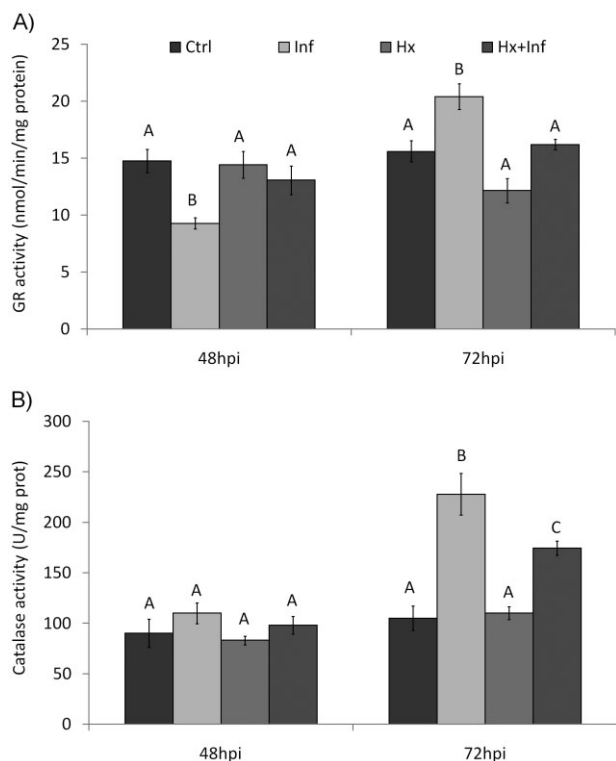 A)
GR activity (nmol/min/mg protein)
25
20
15
10
5
0
Ctrl Inf Hx Hx+Inf
A B A A
A B A A
48hpi 72hpi
B)
Catalase activity (U/mg prot)
300
250
200
150
100
50
0
A A A A
A B A C
48hpi 72hpi